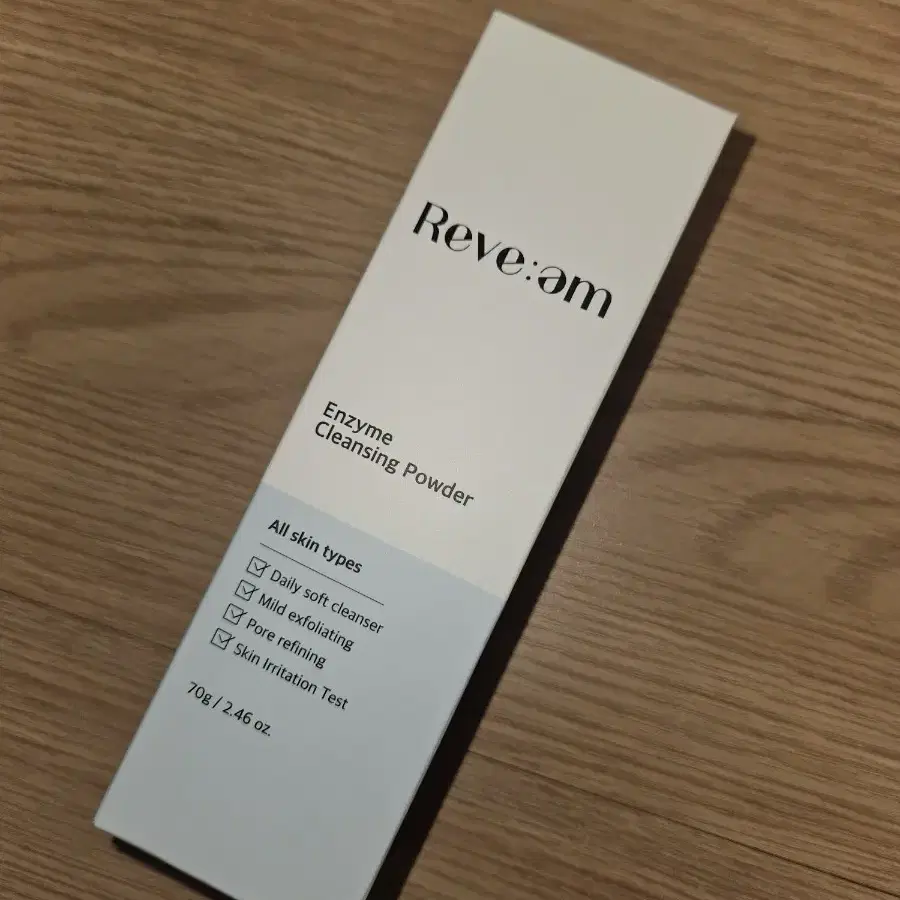 Reve:am
Enzyme
Cleansing Powder
All skin types
Daily soft cleanser
Mild exfoliating
Pore refining
Skin Irritation Test
70g / 2.46 oz.